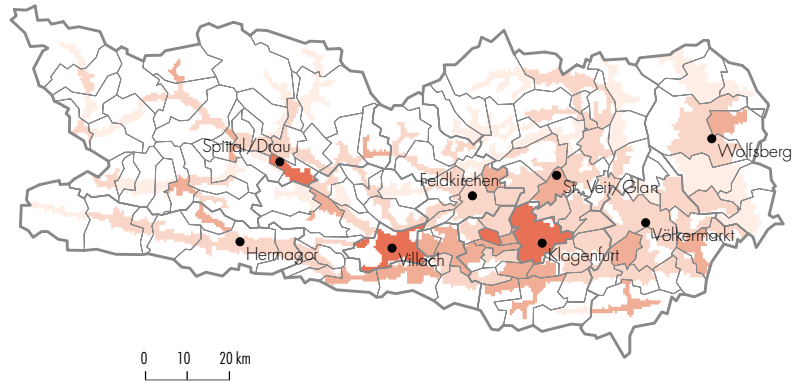 Spittal/Drau
Wolfsberg
Feldkirchen
St. Veit/Glan
Völkermarkt
Hermagor
Villach
Klagenfurt
0 10 20 km